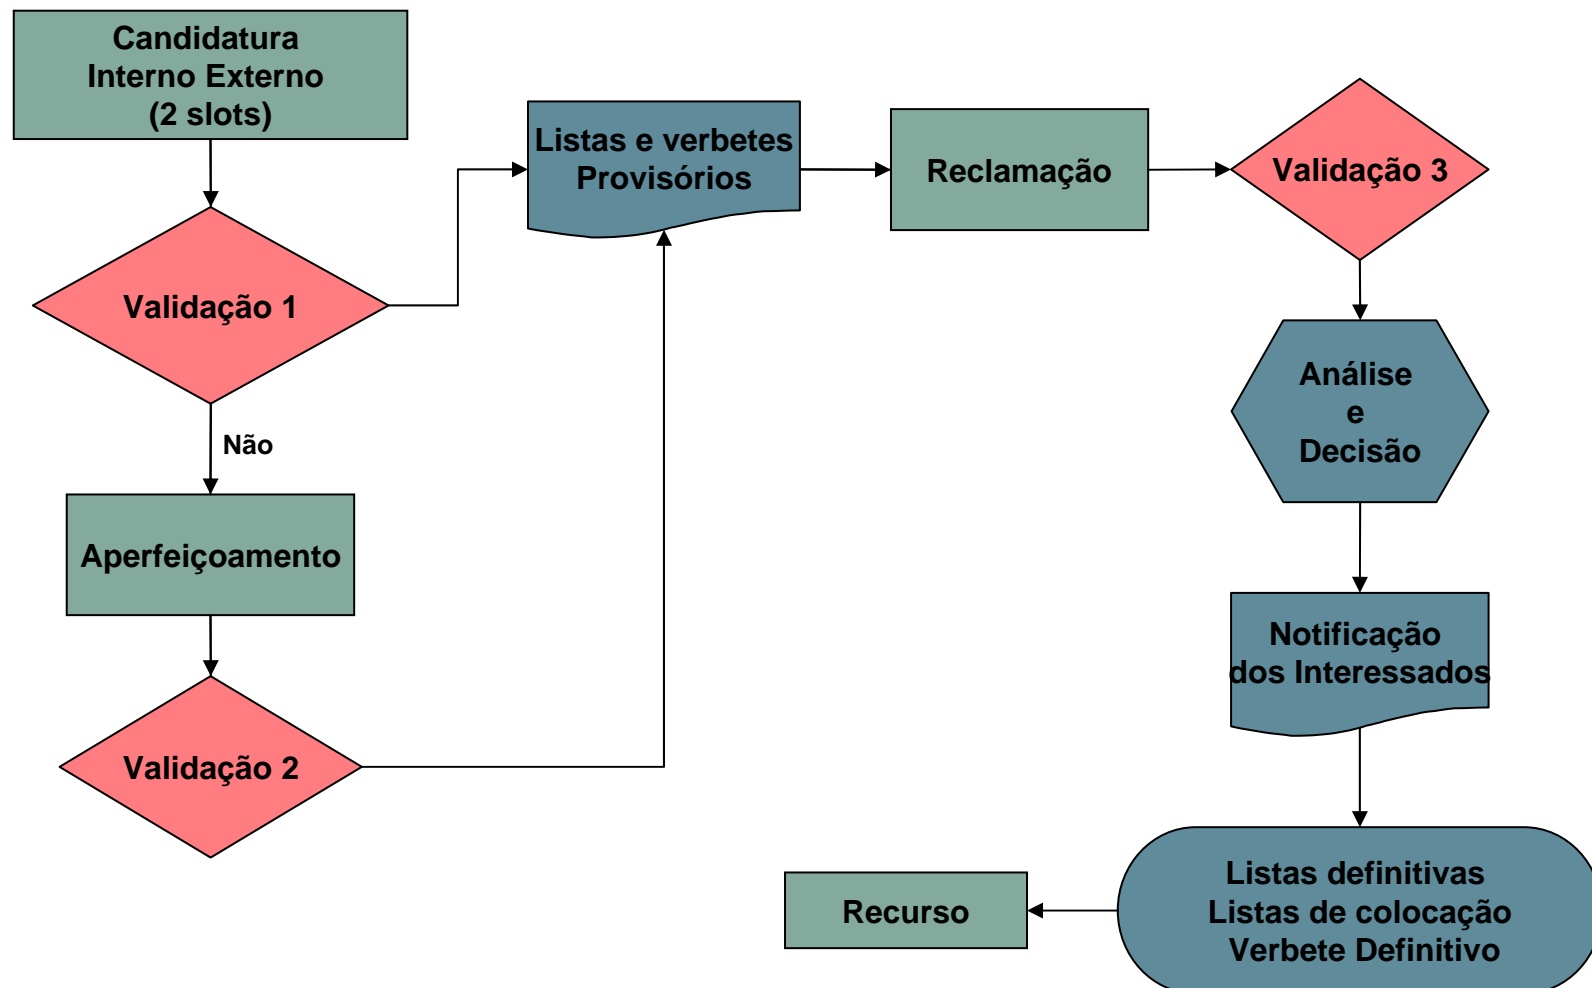 Candidatura
Interno Externo
(2 slots)
Validação 1
Não
Aperfeiçoamento
Validação 2
Listas e verbetes
Provisórios
Reclamação
Validação 3
Análise
e
Decisão
Notificação
dos Interessados
Listas definitivas
Listas de colocação
Verbete Definitivo
Recurso